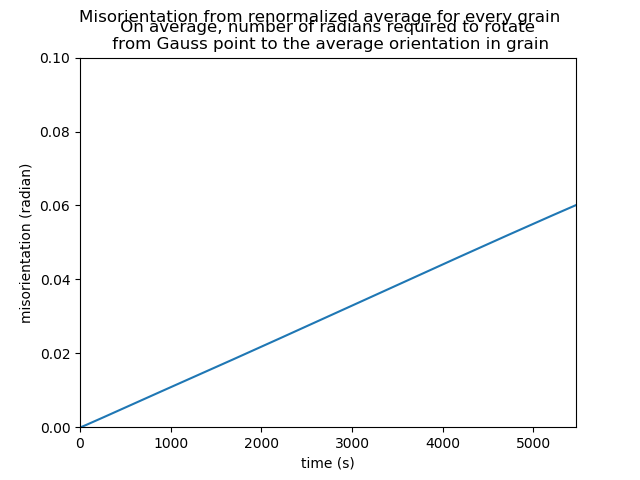 Misorientation from renormalized average for every grain
On average, number of radians required to rotate
from Gauss point to the average orientation in grain
0.10
0.08
0.06
0.04
0.02
0.00
misorientation (radian)
0 1000 2000 3000 4000 5000
time (s)